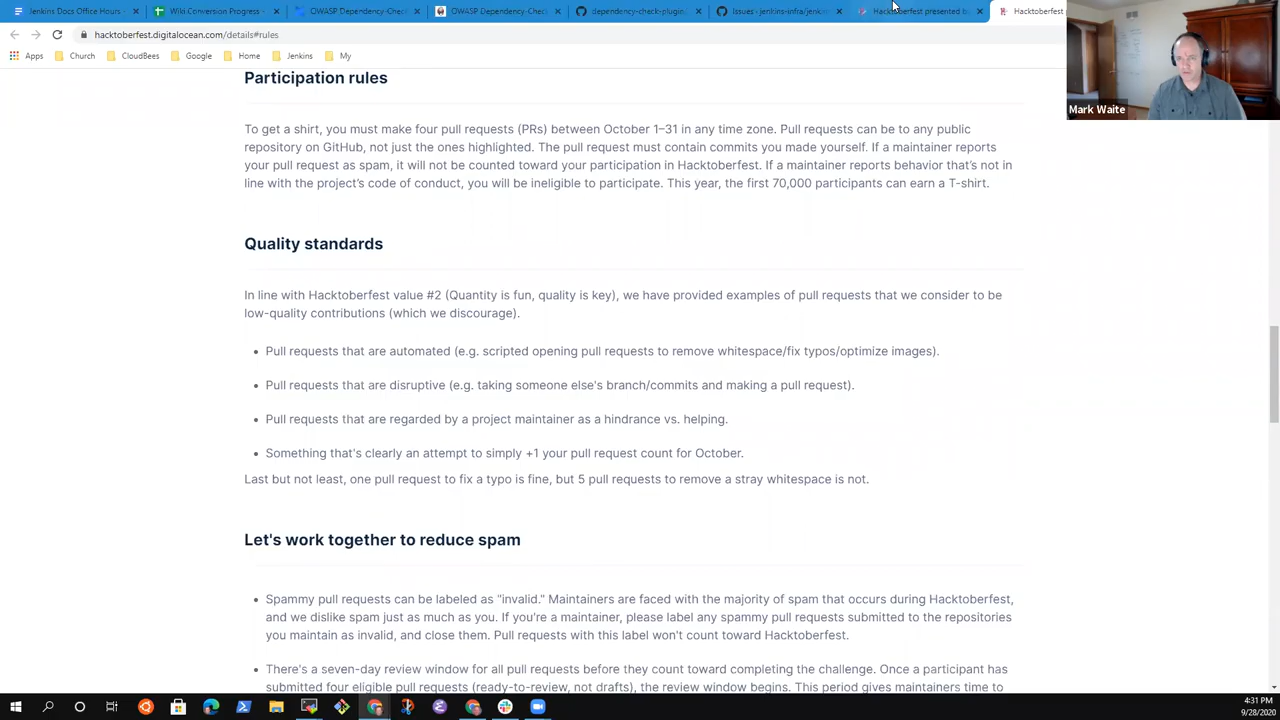 Jenkins Docs Office Hours -
Wiki Conversion Progress -
OWASP Dependency-Chec
OWASP Dependency-Chec
dependency-check-plugin
Issues · jenkins-infra/jenkin
Hacktoberfest presented b
Hacktoberfest
hacktoberfest.digitalocean.com/details#rules
Apps
Church
CloudBees
Google
Home
Jenkins
My
Mark Waite
Participation rules
To get a shirt, you must make four pull requests (PRs) between October 1–31 in any time zone. Pull requests can be to any public
repository on GitHub, not just the ones highlighted. The pull request must contain commits you made yourself. If a maintainer reports
your pull request as spam, it will not be counted toward your participation in Hacktoberfest. If a maintainer reports behavior that's not in
line with the project's code of conduct, you will be ineligible to participate. This year, the first 70,000 participants can earn a T-shirt.
Quality standards
In line with Hacktoberfest value #2 (Quantity is fun, quality is key), we have provided examples of pull requests that we consider to be
low-quality contributions (which we discourage).
• Pull requests that are automated (e.g. scripted opening pull requests to remove whitespace/fix typos/optimize images).
• Pull requests that are disruptive (e.g. taking someone else's branch/commits and making a pull request).
• Pull requests that are regarded by a project maintainer as a hindrance vs. helping.
• Something that's clearly an attempt to simply +1 your pull request count for October.
Last but not least, one pull request to fix a typo is fine, but 5 pull requests to remove a stray whitespace is not.
Let's work together to reduce spam
• Spammy pull requests can be labeled as "invalid." Maintainers are faced with the majority of spam that occurs during Hacktoberfest,
and we dislike spam just as much as you. If you're a maintainer, please label any spammy pull requests submitted to the repositories
you maintain as invalid, and close them. Pull requests with this label won't count toward Hacktoberfest.
• There's a seven-day review window for all pull requests before they count toward completing the challenge. Once a participant has
submitted four eligible pull requests (ready-to-review, not drafts), the review window begins. This period gives maintainers time to
4:31 PM
9/28/2020